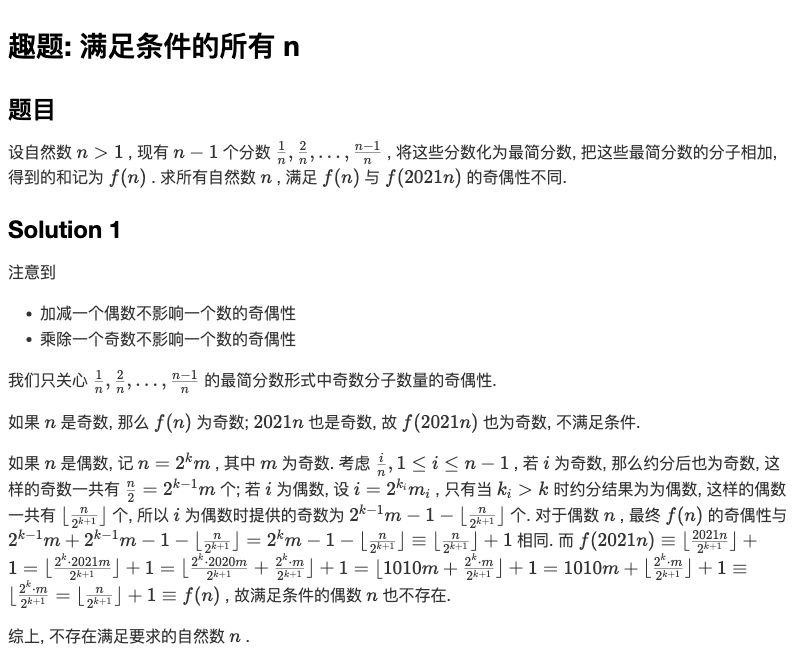 趣题: 满足条件的所有 n
题目
设自然数 $n > 1$ , 现有 $n - 1$ 个分数 $\frac{1}{n}, \frac{2}{n}, \ldots, \frac{n-1}{n}$ , 将这些分数化为最简分数, 把这些最简分数的分子相加,
得到的和记为 $f(n)$ . 求所有自然数 $n$ , 满足 $f(n)$ 与 $f(2021n)$ 的奇偶性不同.
Solution 1
注意到
• 加减一个偶数不影响一个数的奇偶性
• 乘除一个奇数不影响一个数的奇偶性
我们只关心 $\frac{1}{n}, \frac{2}{n}, \ldots, \frac{n-1}{n}$ 的最简分数形式中奇数分子数量的奇偶性.
如果 $n$ 是奇数, 那么 $f(n)$ 为奇数; $2021n$ 也是奇数, 故 $f(2021n)$ 也为奇数, 不满足条件.
如果 $n$ 是偶数, 记 $n = 2^k m$ , 其中 $m$ 为奇数. 考虑 $\frac{i}{n}, 1 \leq i \leq n - 1$ , 若 $i$ 为奇数, 那么约分后也为奇数, 这
样的奇数一共有 $\frac{n}{2} = 2^{k-1} m$ 个; 若 $i$ 为偶数, 设 $i = 2^{k_i} m_i$ , 只有当 $k_i > k$ 时约分结果为为偶数, 这样的偶数
一共有 $\lfloor \frac{n}{2^{k+1}} \rfloor$ 个, 所以 $i$ 为偶数时提供的奇数为 $2^{k-1} m - 1 - \lfloor \frac{n}{2^{k+1}} \rfloor$ 个. 对于偶数 $n$ , 最终 $f(n)$ 的奇偶性与
$2^{k-1} m + 2^{k-1} m - 1 - \lfloor \frac{n}{2^{k+1}} \rfloor = 2^k m - 1 - \lfloor \frac{n}{2^{k+1}} \rfloor \equiv \lfloor \frac{n}{2^{k+1}} \rfloor + 1$ 相同. 而 $f(2021n) \equiv \lfloor \frac{2021n}{2^{k+1}} \rfloor +$
$1 = \lfloor \frac{2^k \cdot 2021m}{2^{k+1}} \rfloor + 1 = \lfloor \frac{2^k \cdot 2020m}{2^{k+1}} + \frac{2^k \cdot m}{2^{k+1}} \rfloor + 1 = \lfloor 1010m + \frac{2^k \cdot m}{2^{k+1}} \rfloor + 1 = 1010m + \lfloor \frac{2^k \cdot m}{2^{k+1}} \rfloor + 1 \equiv$
$\lfloor \frac{2^k \cdot m}{2^{k+1}} = \lfloor \frac{n}{2^{k+1}} \rfloor + 1 \equiv f(n)$ , 故满足条件的偶数 $n$ 也不存在.
综上, 不存在满足要求的自然数 $n$ .